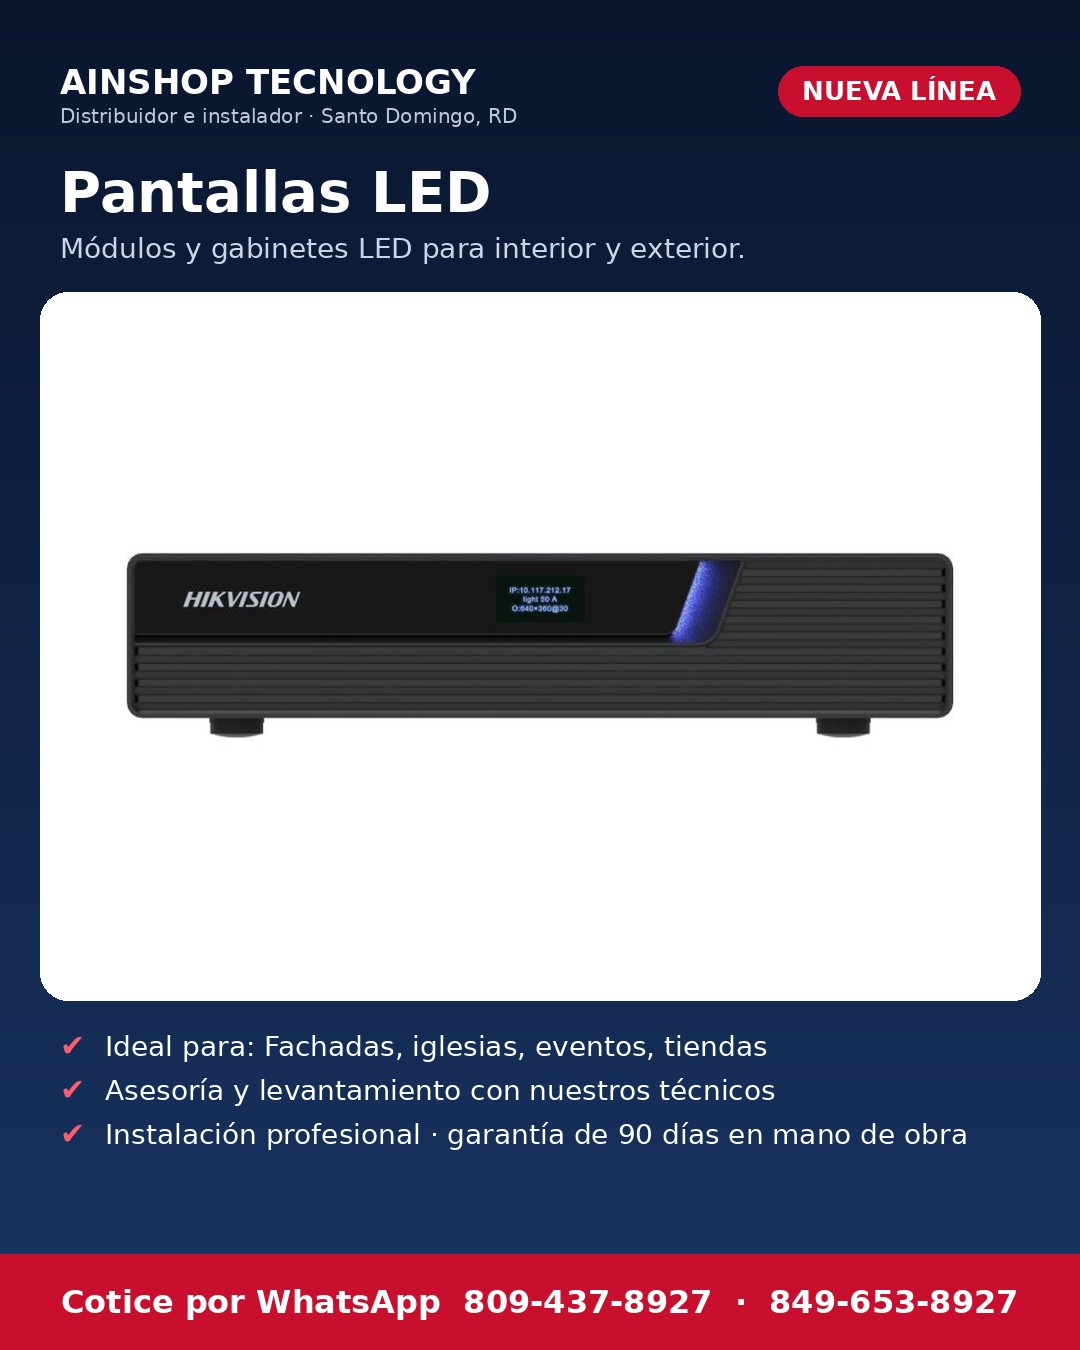 AINSHOP TECNOLOGY
Distribuidor e instalador · Santo Domingo, RD
NUEVA LÍNEA
Pantallas LED
Módulos y gabinetes LED para interior y exterior.
HIKVISION
IP:10.117.212.17
light 50 A
O:640*360@30
✔ Ideal para: Fachadas, iglesias, eventos, tiendas
✔ Asesoría y levantamiento con nuestros técnicos
✔ Instalación profesional · garantía de 90 días en mano de obra
Cotice por WhatsApp 809-437-8927 · 849-653-8927